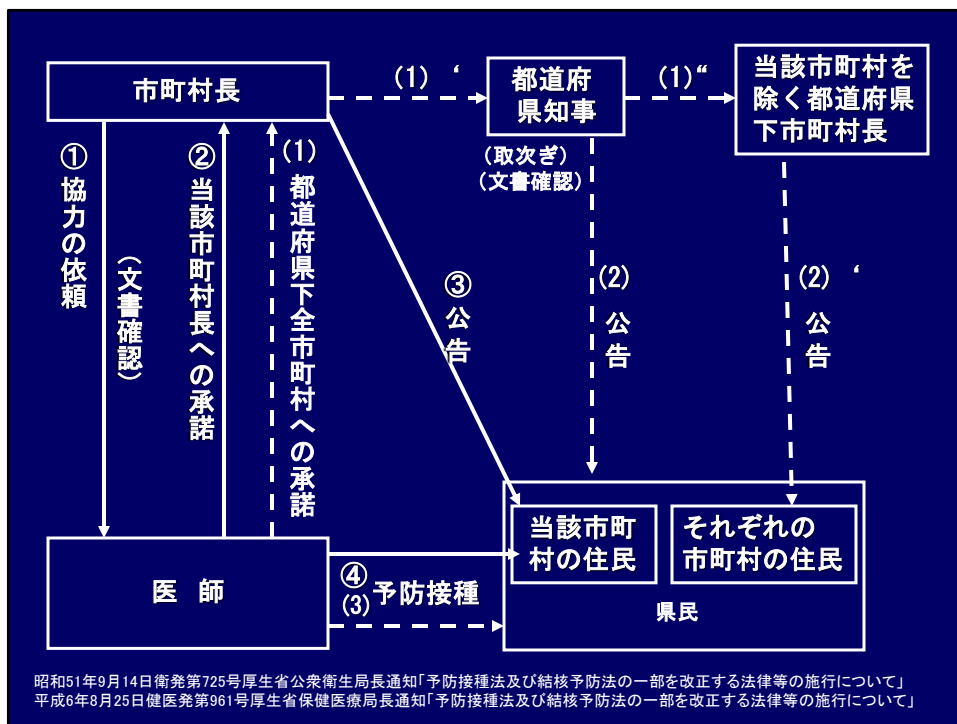 市町村長
(1)‘
都道府
県知事
(1)“
当該市町村を
除く都道府県
下市町村長
(取次ぎ)
(文書確認)
①協力の依頼
(文書確認)
②当該市町村長への承諾
(1)都道府県下全市町村への承諾
③公告
(2)公告
(2)‘公告
当該市町
村の住民
それぞれの
市町村の住民
県民
医 師
④
(3)予防接種
昭和51年9月14日衛発第725号厚生省公衆衛生局長通知「予防接種法及び結核予防法の一部を改正する法律等の施行について」
平成6年8月25日健医発第961号厚生省保健医療局長通知「予防接種法及び結核予防法の一部を改正する法律等の施行について」